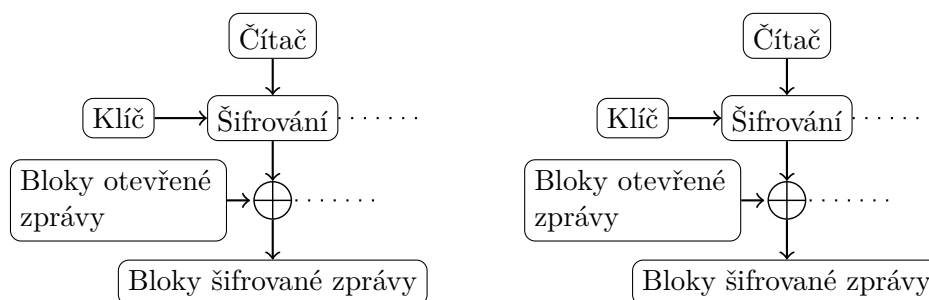 Čítač
Klíč
Šifrování
Bloky otevřené
zprávy
Bloky šifrované zprávy
Čítač
Klíč
Šifrování
Bloky otevřené
zprávy
Bloky šifrované zprávy